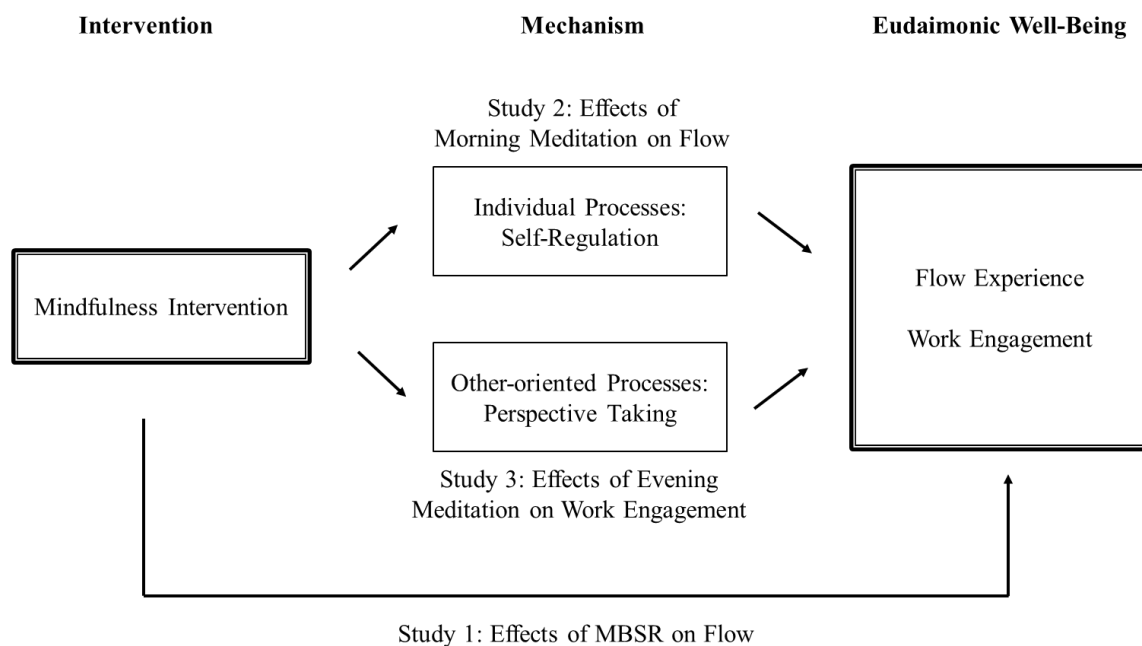 Intervention
Mechanism
Eudaimonic Well-Being
Study 2: Effects of
Morning Meditation on Flow
Individual Processes:
Self-Regulation
Mindfulness Intervention
Flow Experience
Work Engagement
Other-oriented Processes:
Perspective Taking
Study 3: Effects of Evening
Meditation on Work Engagement
Study 1: Effects of MBSR on Flow